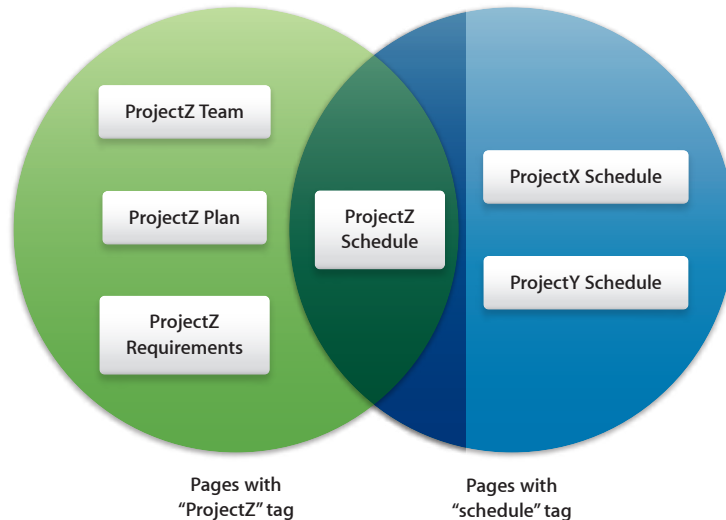 ProjectZ Team
ProjectZ Plan
ProjectZ
Requirements
ProjectZ
Schedule
ProjectX Schedule
ProjectY Schedule
Pages with
“ProjectZ” tag
Pages with
“schedule” tag